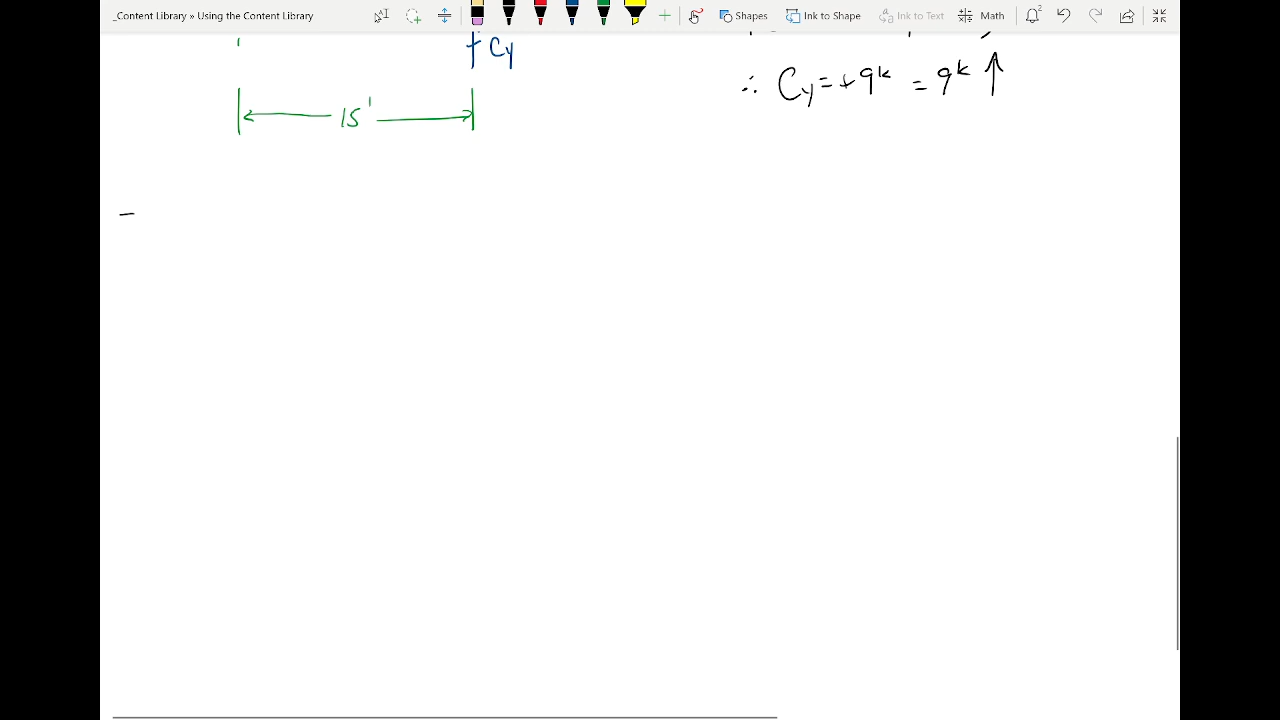 _Content Library » Using the Content Library
Shapes
Ink to Shape
Ink to Text
Math
Cy
∴ Cy = +9k = 9k ↑
15'